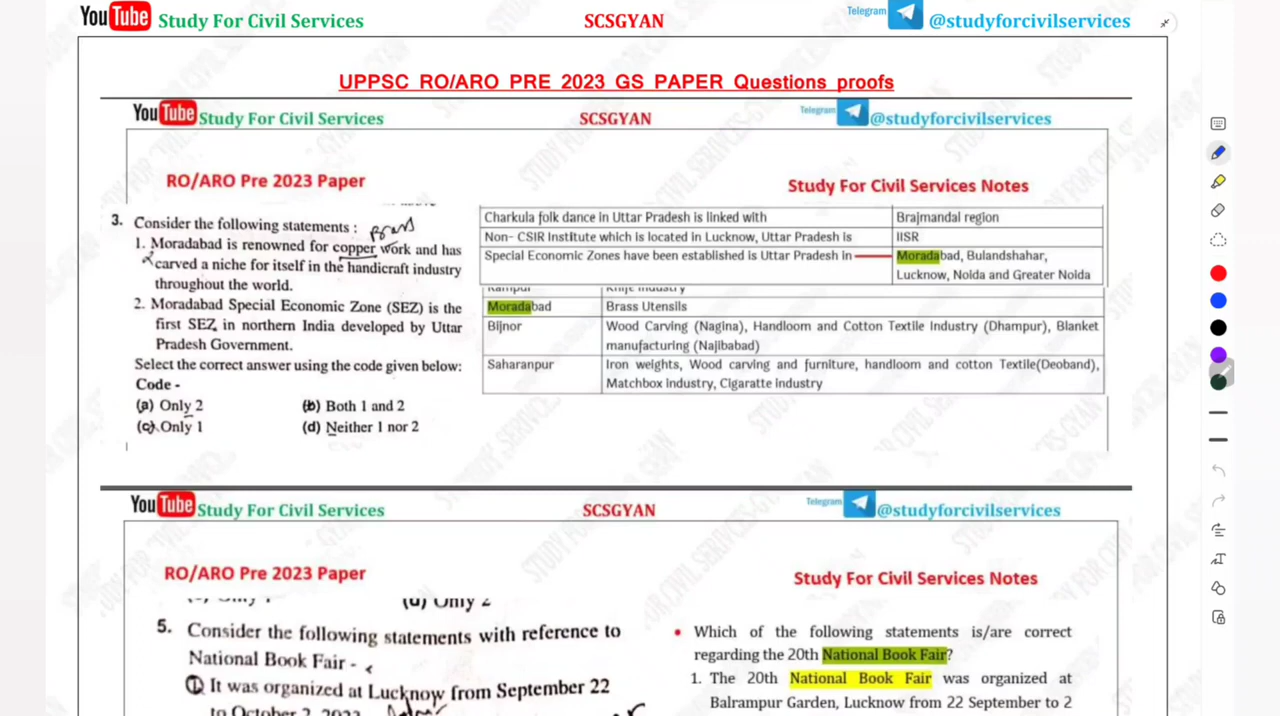 YouTube Study For Civil Services SCSGYAN Telegram @studyforcivilservices
UPPSC RO/ARO PRE 2023 GS PAPER Questions proofs
YouTube Study For Civil Services SCSGYAN Telegram @studyforcivilservices
RO/ARO Pre 2023 Paper
Study For Civil Services Notes
3. Consider the following statements :
1. Moradabad is renowned for copper work and has
carved a niche for itself in the handicraft industry
throughout the world.
2. Moradabad Special Economic Zone (SEZ) is the
first SEZ in northern India developed by Uttar
Pradesh Government.
Select the correct answer using the code given below:
Code -
(a) Only 2 (b) Both 1 and 2
(c) Only 1 (d) Neither 1 nor 2
Charkula folk dance in Uttar Pradesh is linked with Brajmandal region
Non- CSIR Institute which is located in Lucknow, Uttar Pradesh is IISR
Special Economic Zones have been established is Uttar Pradesh in Moradabad, Bulandshahar,
Lucknow, Noida and Greater Noida
Rampur Knife industry
Moradabad Brass Utensils
Bijnor Wood Carving (Nagina), Handloom and Cotton Textile Industry (Dhampur), Blanket
manufacturing (Najibabad)
Saharanpur Iron weights, Wood carving and furniture, handloom and cotton Textile(Deoband),
Matchbox industry, Cigaratte industry
YouTube Study For Civil Services SCSGYAN Telegram @studyforcivilservices
RO/ARO Pre 2023 Paper
Study For Civil Services Notes
(d) Only 2
5. Consider the following statements with reference to
National Book Fair -
1. It was organized at Lucknow from September 22
to October 2, 2023
• Which of the following statements is/are correct
regarding the 20th National Book Fair?
1. The 20th National Book Fair was organized at
Balrampur Garden, Lucknow from 22 September to 2